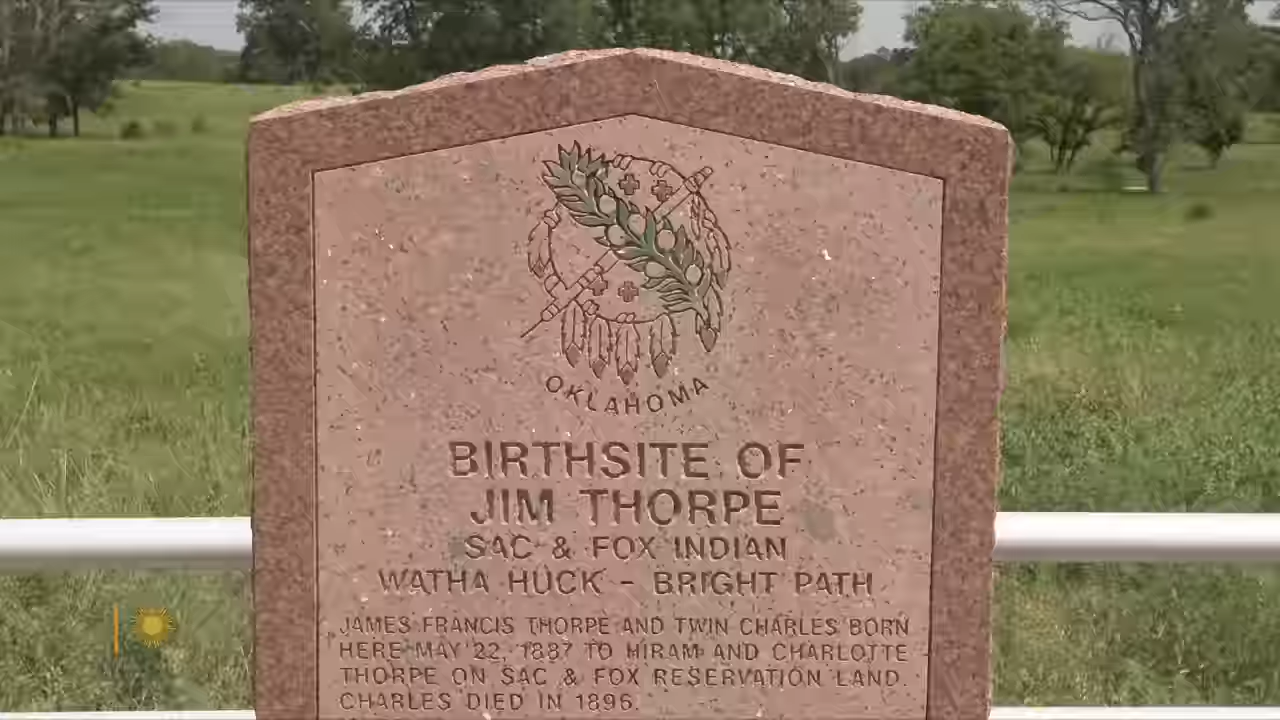 OKLAHOMA
BIRTHSITE OF
JIM THORPE
SAC & FOX INDIAN
WATHA HUCK - BRIGHT PATH
JAMES FRANCIS THORPE AND TWIN CHARLES BORN
HERE MAY 22, 1887 TO HIRAM AND CHARLOTTE
THORPE ON SAC & FOX RESERVATION LAND.
CHARLES DIED IN 1896.